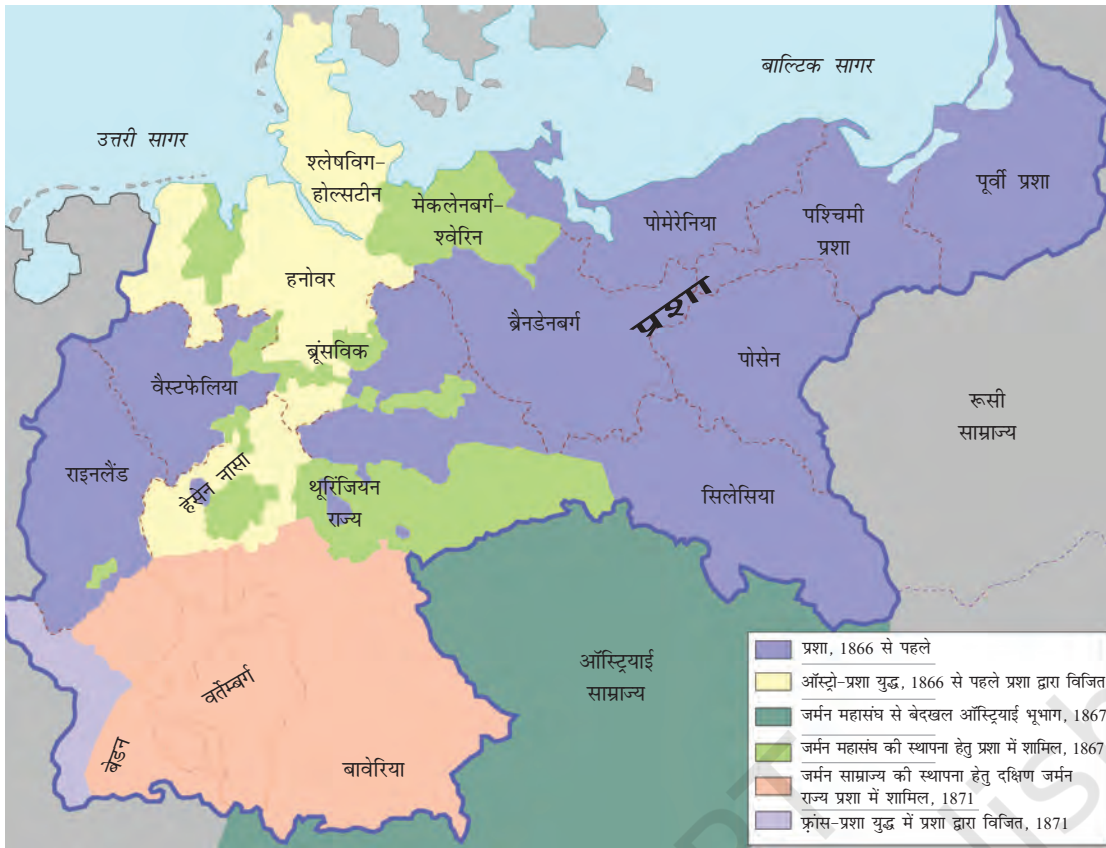 बाल्टिक सागर
उत्तरी सागर
श्लेषविग-
होल्सटीन
मेकलेनबर्ग-
श्वेरिन
पूर्वी प्रशा
पोमेरेनिया
पश्चिमी
प्रशा
हनोवर
प्रशा
ब्रैनडेनबर्ग
ब्रूंसविक
पोसेन
वैस्टफेलिया
रूसी
साम्राज्य
राइनलैंड
हेसेन नासा
थूरिंजियन
राज्य
सिलेसिया
ऑस्ट्रियाई
साम्राज्य
वर्तेम्बर्ग
बेडन
बावेरिया
प्रशा, 1866 से पहले
ऑस्ट्रो-प्रशा युद्ध, 1866 से पहले प्रशा द्वारा विजित
जर्मन महासंघ से बेदखल ऑस्ट्रियाई भूभाग, 1867
जर्मन महासंघ की स्थापना हेतु प्रशा में शामिल, 1867
जर्मन साम्राज्य की स्थापना हेतु दक्षिण जर्मन
राज्य प्रशा में शामिल, 1871
फ़्रांस-प्रशा युद्ध में प्रशा द्वारा विजित, 1871